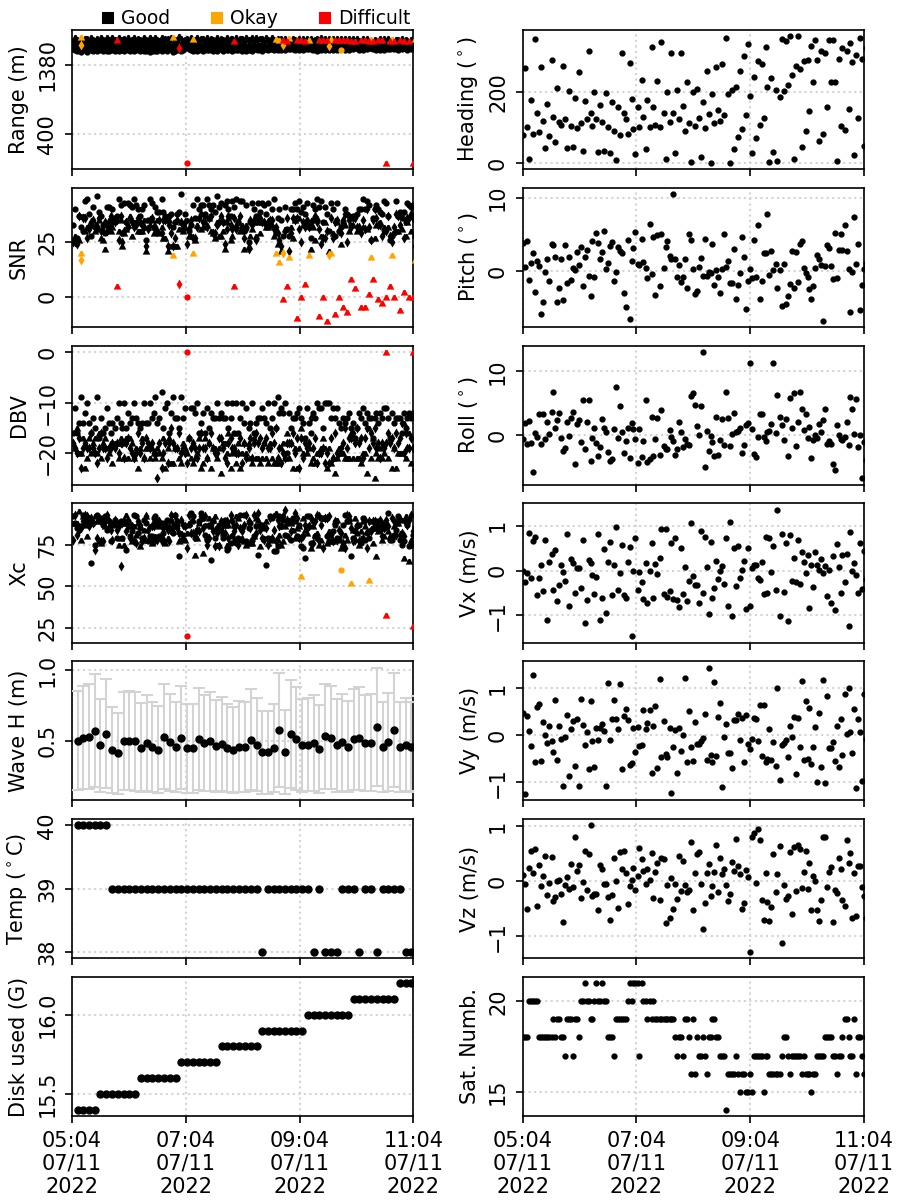 Good Okay Difficult
Range (m)
1380
400
Heading (°)
200
0
SNR
25
0
Pitch (°)
10
0
DBV
0
−10
−20
Roll (°)
10
0
Xc
75
50
25
Vx (m/s)
1
0
−1
Wave H (m)
1.0
0.5
Vy (m/s)
1
0
−1
Temp (°C)
40
39
38
Vz (m/s)
1
0
−1
Disk used (G)
16.0
15.5
Sat. Numb.
20
15
05:04 07:04 09:04 11:04 05:04 07:04 09:04 11:04
07/11 07/11 07/11 07/11 07/11 07/11 07/11 07/11
2022 2022 2022 2022 2022 2022 2022 2022